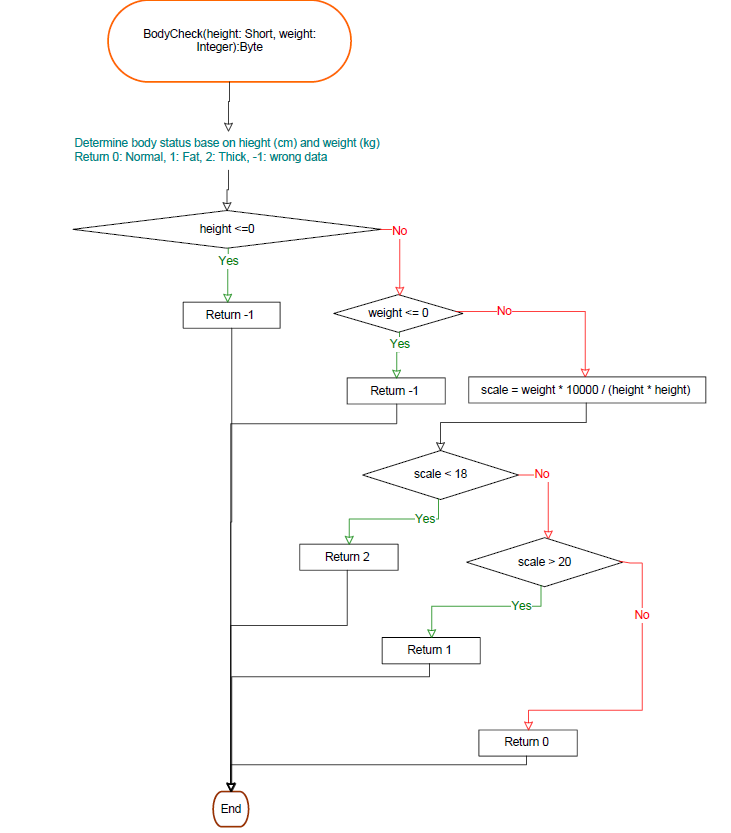 BodyCheck(height: Short, weight:
Integer):Byte
Determine body status base on hieght (cm) and weight (kg)
Return 0: Normal, 1: Fat, 2: Thick, -1: wrong data
height <=0
No
Yes
Return -1
weight <= 0
No
Yes
Return -1
scale = weight * 10000 / (height * height)
scale < 18
No
Yes
Return 2
scale > 20
Yes
No
Return 1
Return 0
End